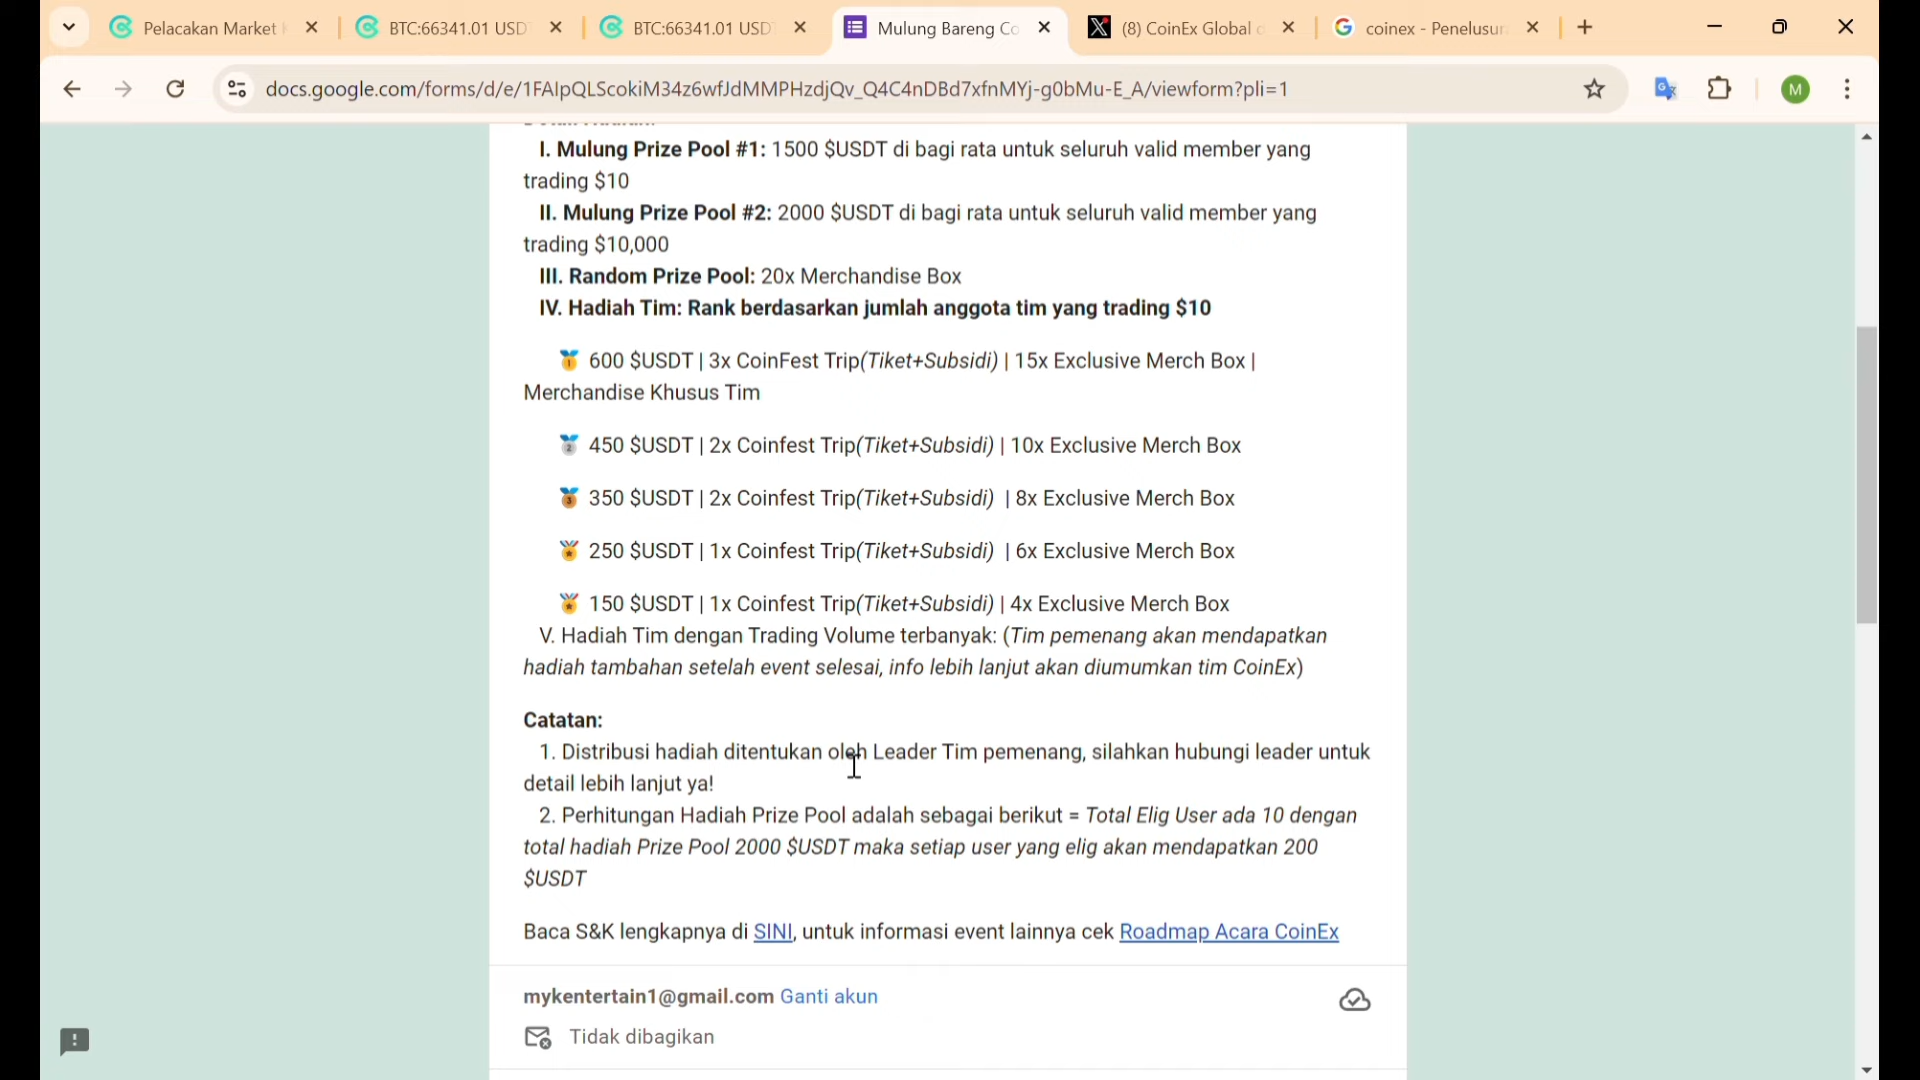 Pelacakan Market
BTC:66341.01 USD
BTC:66341.01 USD
Mulung Bareng Co
(8) CoinEx Global
coinex - Penelusur
docs.google.com/forms/d/e/1FAIpQLScokiM34z6wfJdMMPHzdjQv_Q4C4nDBd7xfnMYj-g0bMu-E_A/viewform?pli=1
M
I. Mulung Prize Pool #1: 1500 $USDT di bagi rata untuk seluruh valid member yang
trading $10
II. Mulung Prize Pool #2: 2000 $USDT di bagi rata untuk seluruh valid member yang
trading $10,000
III. Random Prize Pool: 20x Merchandise Box
IV. Hadiah Tim: Rank berdasarkan jumlah anggota tim yang trading $10
🥇 600 $USDT | 3x CoinFest Trip(Tiket+Subsidi) | 15x Exclusive Merch Box |
Merchandise Khusus Tim
🥈 450 $USDT | 2x Coinfest Trip(Tiket+Subsidi) | 10x Exclusive Merch Box
🥉 350 $USDT | 2x Coinfest Trip(Tiket+Subsidi) | 8x Exclusive Merch Box
🏅 250 $USDT | 1x Coinfest Trip(Tiket+Subsidi) | 6x Exclusive Merch Box
🏅 150 $USDT | 1x Coinfest Trip(Tiket+Subsidi) | 4x Exclusive Merch Box
V. Hadiah Tim dengan Trading Volume terbanyak: (Tim pemenang akan mendapatkan
hadiah tambahan setelah event selesai, info lebih lanjut akan diumumkan tim CoinEx)
Catatan:
1. Distribusi hadiah ditentukan oleh Leader Tim pemenang, silahkan hubungi leader untuk
detail lebih lanjut ya!
2. Perhitungan Hadiah Prize Pool adalah sebagai berikut = Total Elig User ada 10 dengan
total hadiah Prize Pool 2000 $USDT maka setiap user yang elig akan mendapatkan 200
$USDT
Baca S&K lengkapnya di SINI, untuk informasi event lainnya cek Roadmap Acara CoinEx
mykentertain1@gmail.com Ganti akun
Tidak dibagikan